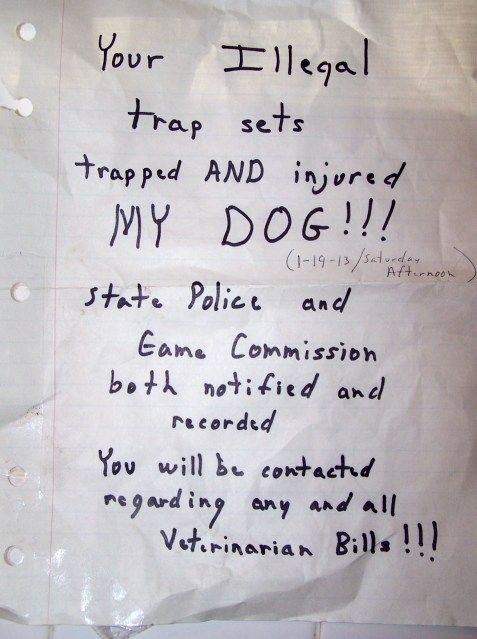 Your Illegal
trap sets
trapped AND injured
MY DOG!!!
(1-19-13/Saturday
Afternoon)
State Police and
Game Commission
both notified and
recorded
You will be contacted
regarding any and all
Veterinarian Bills!!!